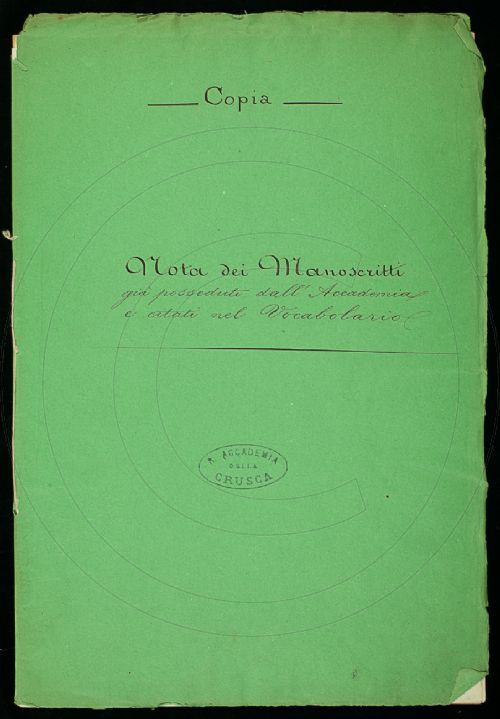 Copia
Nota dei Manoscritti
già posseduti dall'Accademia
e citati nel Vocabolario
R. ACCADEMIA
DELLA
CRUSCA